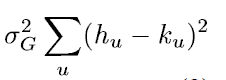 σ_G^2 ∑_u (h_u − k_u)^2